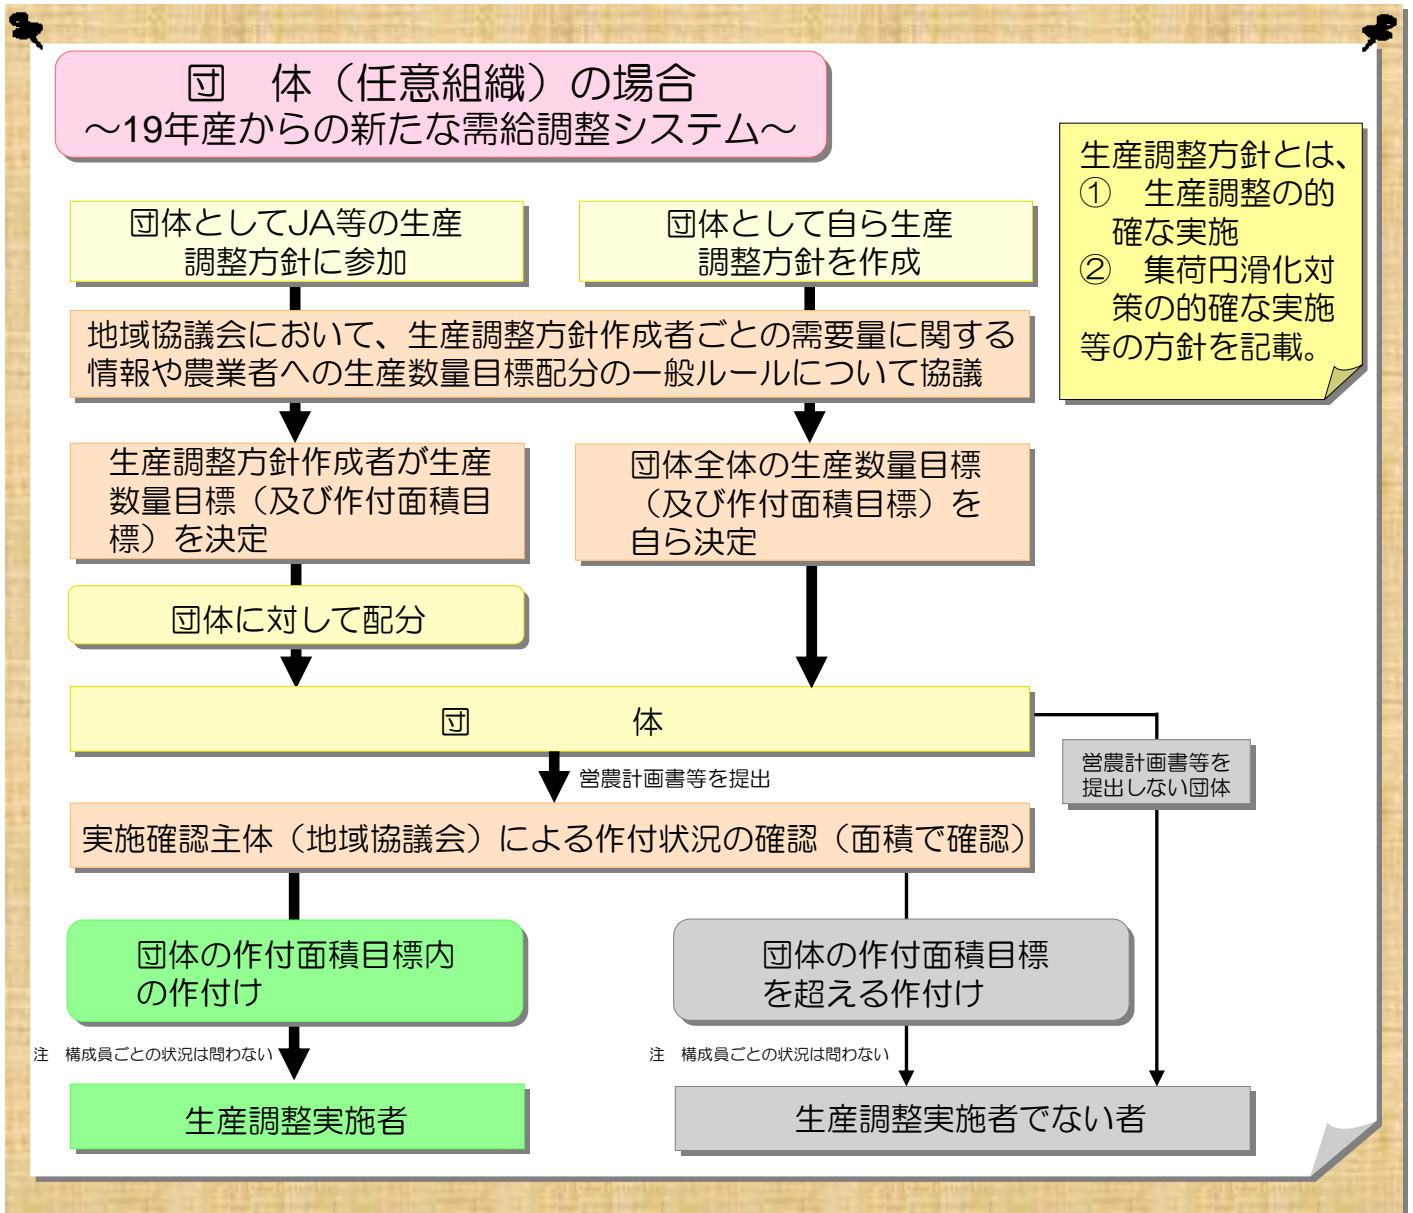 団　体（任意組織）の場合
～19年産からの新たな需給調整システム～
生産調整方針とは、
①　生産調整の的
確な実施
②　集荷円滑化対
策の的確な実施
等の方針を記載。
団体としてJA等の生産
調整方針に参加
団体として自ら生産
調整方針を作成
地域協議会において、生産調整方針作成者ごとの需要量に関する
情報や農業者への生産数量目標配分の一般ルールについて協議
生産調整方針作成者が生産
数量目標（及び作付面積目
標）を決定
団体全体の生産数量目標
（及び作付面積目標）を
自ら決定
団体に対して配分
団　体
営農計画書等を提出
営農計画書等を
提出しない団体
実施確認主体（地域協議会）による作付状況の確認（面積で確認）
団体の作付面積目標内
の作付け
団体の作付面積目標
を超える作付け
注　構成員ごとの状況は問わない
注　構成員ごとの状況は問わない
生産調整実施者
生産調整実施者でない者